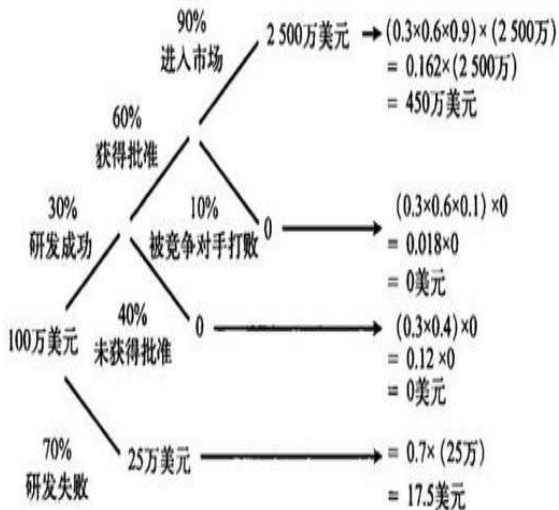 90%
进入市场
2 500万美元
(0.3×0.6×0.9)×(2 500万)
= 0.162×(2 500万)
= 450万美元
60%
获得批准
30%
研发成功
10%
被竞争对手打败
0
(0.3×0.6×0.1)×0
= 0.018×0
= 0美元
100万美元
40%
未获得批准
0
(0.3×0.4)×0
= 0.12×0
= 0美元
70%
研发失败
25万美元
= 0.7×(25万)
= 17.5美元